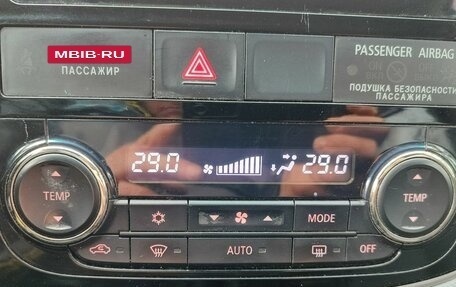 MBIB-RU
ПАССАЖИР
PASSENGER AIRBAG
ПОДУШКА БЕЗОПАСНОСТИ
ПАССАЖИРА
29.0
29.0
TEMP
TEMP
MODE
AUTO
OFF